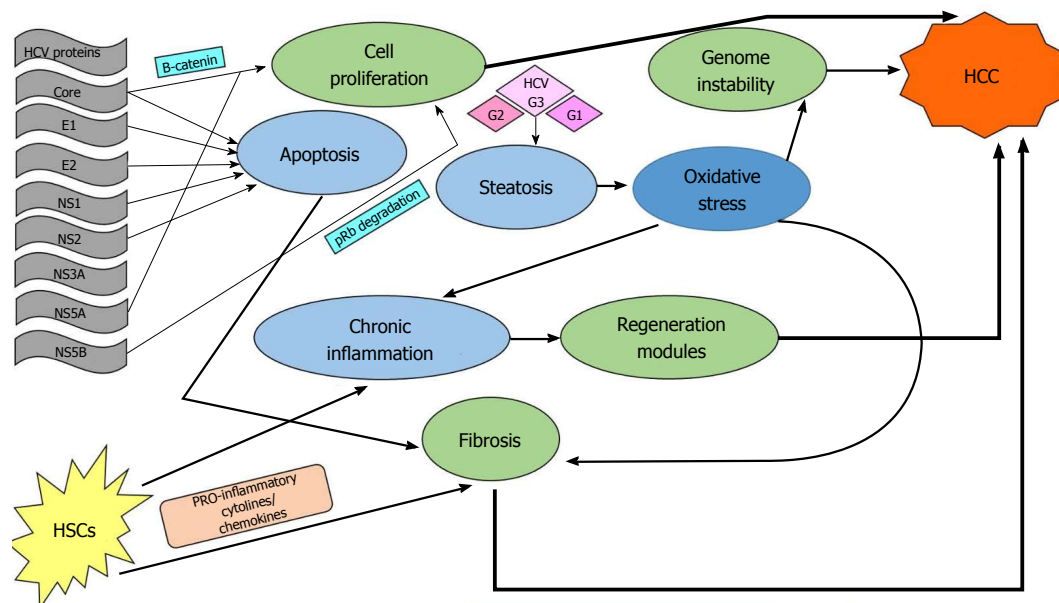 HCV proteins
Core
E1
E2
NS1
NS2
NS3A
NS5A
NS5B
B-catenin
Cell
proliferation
Apoptosis
pRb degradation
HCV
G3
G2
G1
Steatosis
Genome
instability
Oxidative
stress
HCC
Chronic
inflammation
Regeneration
modules
Fibrosis
HSCs
PRO-inflammatory
cytolines/
chemokines